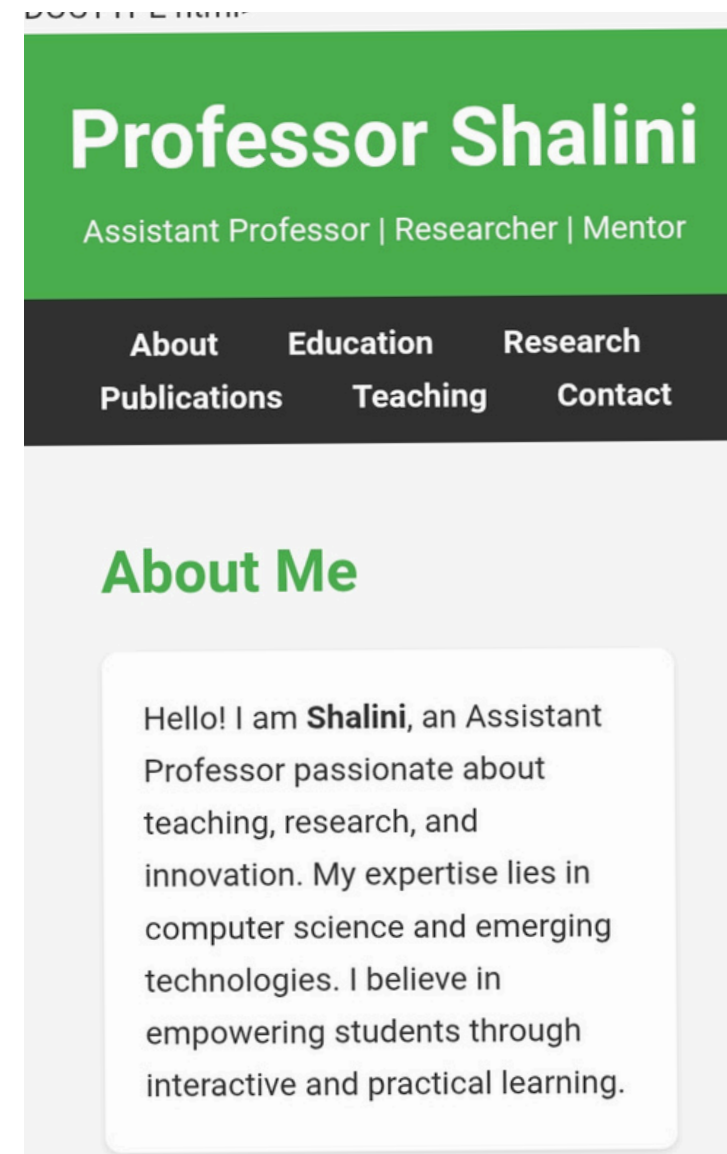 DOCTYPE html>
Professor Shalini
Assistant Professor | Researcher | Mentor
About Education Research
Publications Teaching Contact
About Me
Hello! I am Shalini, an Assistant
Professor passionate about
teaching, research, and
innovation. My expertise lies in
computer science and emerging
technologies. I believe in
empowering students through
interactive and practical learning.